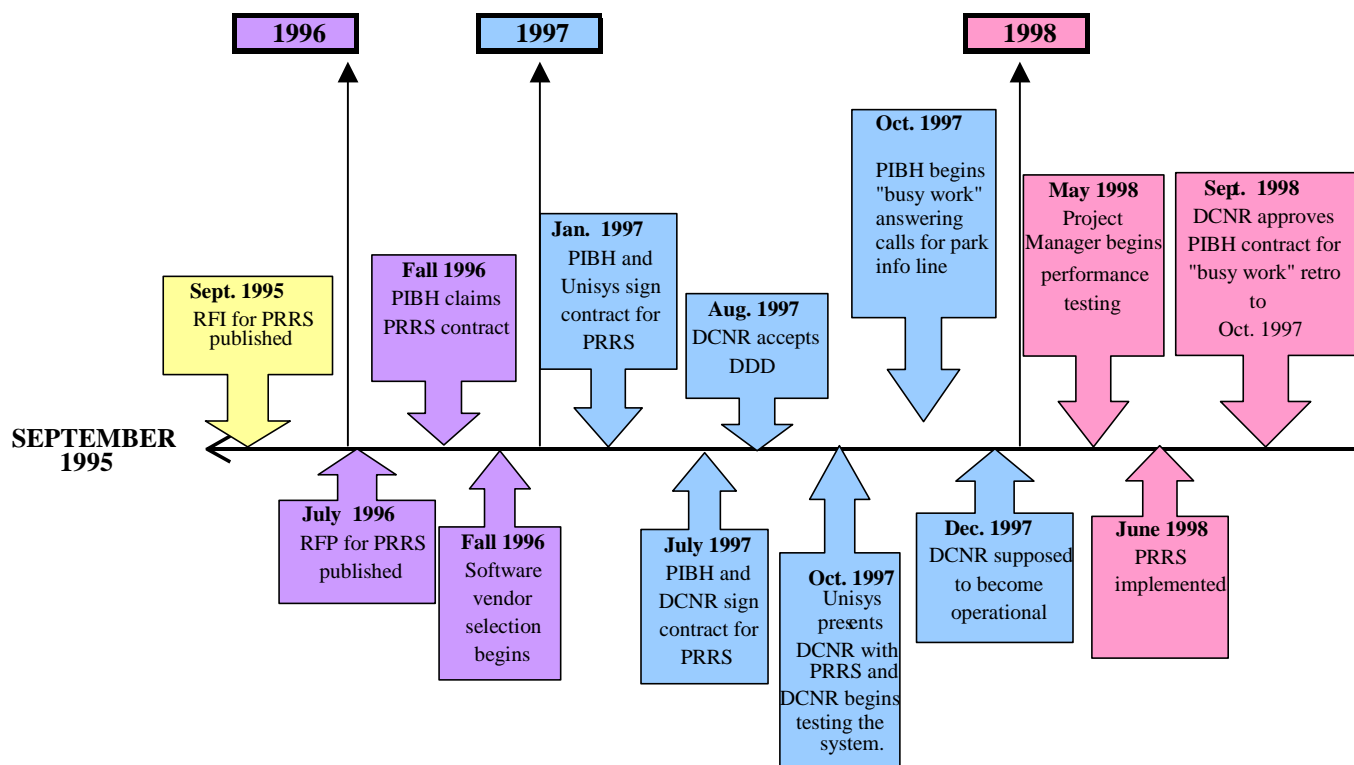 1996
1997
1998
Sept. 1995
RFI for PRRS
published
Fall 1996
PIBH claims
PRRS contract
Jan. 1997
PIBH and
Unisys sign
contract for
PRRS
Aug. 1997
DCNR accepts
DDD
Oct. 1997
PIBH begins
"busy work"
answering
calls for park
info line
May 1998
Project
Manager begins
performance
testing
Sept. 1998
DCNR approves
PIBH contract for
"busy work" retro
to
Oct. 1997
SEPTEMBER
1995
July 1996
RFP for PRRS
published
Fall 1996
Software
vendor
selection
begins
July 1997
PIBH and
DCNR sign
contract for
PRRS
Oct. 1997
Unisys
presents
DCNR with
PRRS and
DCNR begins
testing the
system.
Dec. 1997
DCNR supposed
to become
operational
June 1998
PRRS
implemented